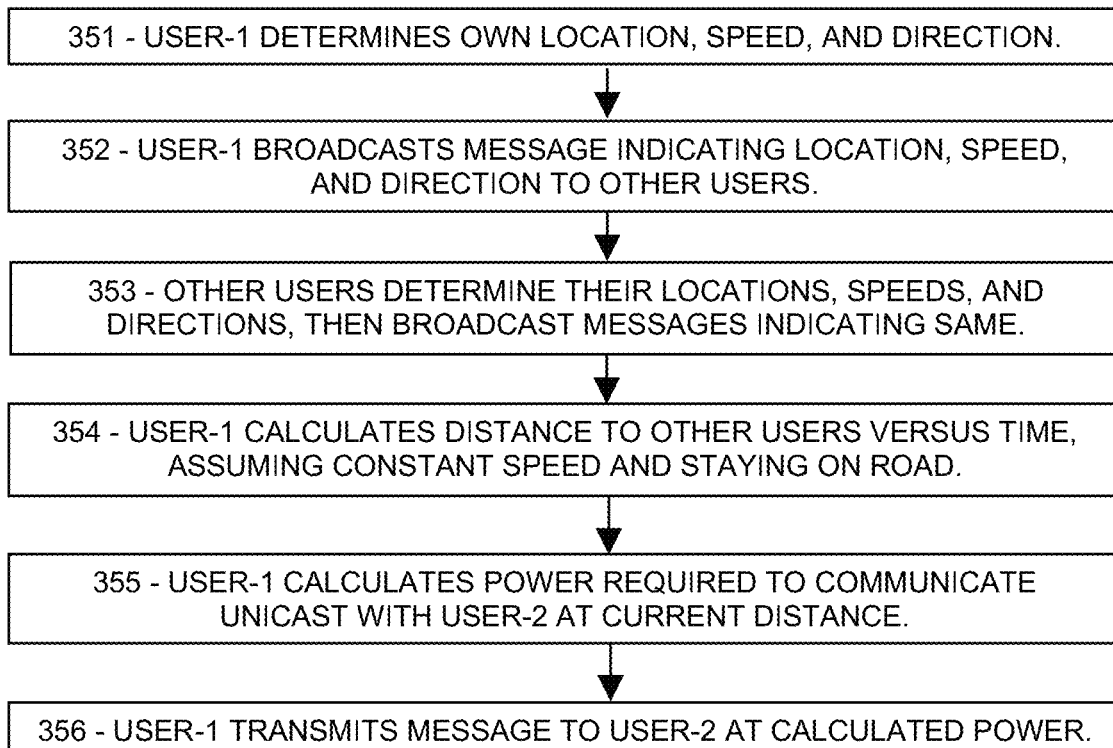 351 - USER-1 DETERMINES OWN LOCATION, SPEED, AND DIRECTION.
352 - USER-1 BROADCASTS MESSAGE INDICATING LOCATION, SPEED,
AND DIRECTION TO OTHER USERS.
353 - OTHER USERS DETERMINE THEIR LOCATIONS, SPEEDS, AND
DIRECTIONS, THEN BROADCAST MESSAGES INDICATING SAME.
354 - USER-1 CALCULATES DISTANCE TO OTHER USERS VERSUS TIME,
ASSUMING CONSTANT SPEED AND STAYING ON ROAD.
355 - USER-1 CALCULATES POWER REQUIRED TO COMMUNICATE
UNICAST WITH USER-2 AT CURRENT DISTANCE.
356 - USER-1 TRANSMITS MESSAGE TO USER-2 AT CALCULATED POWER.